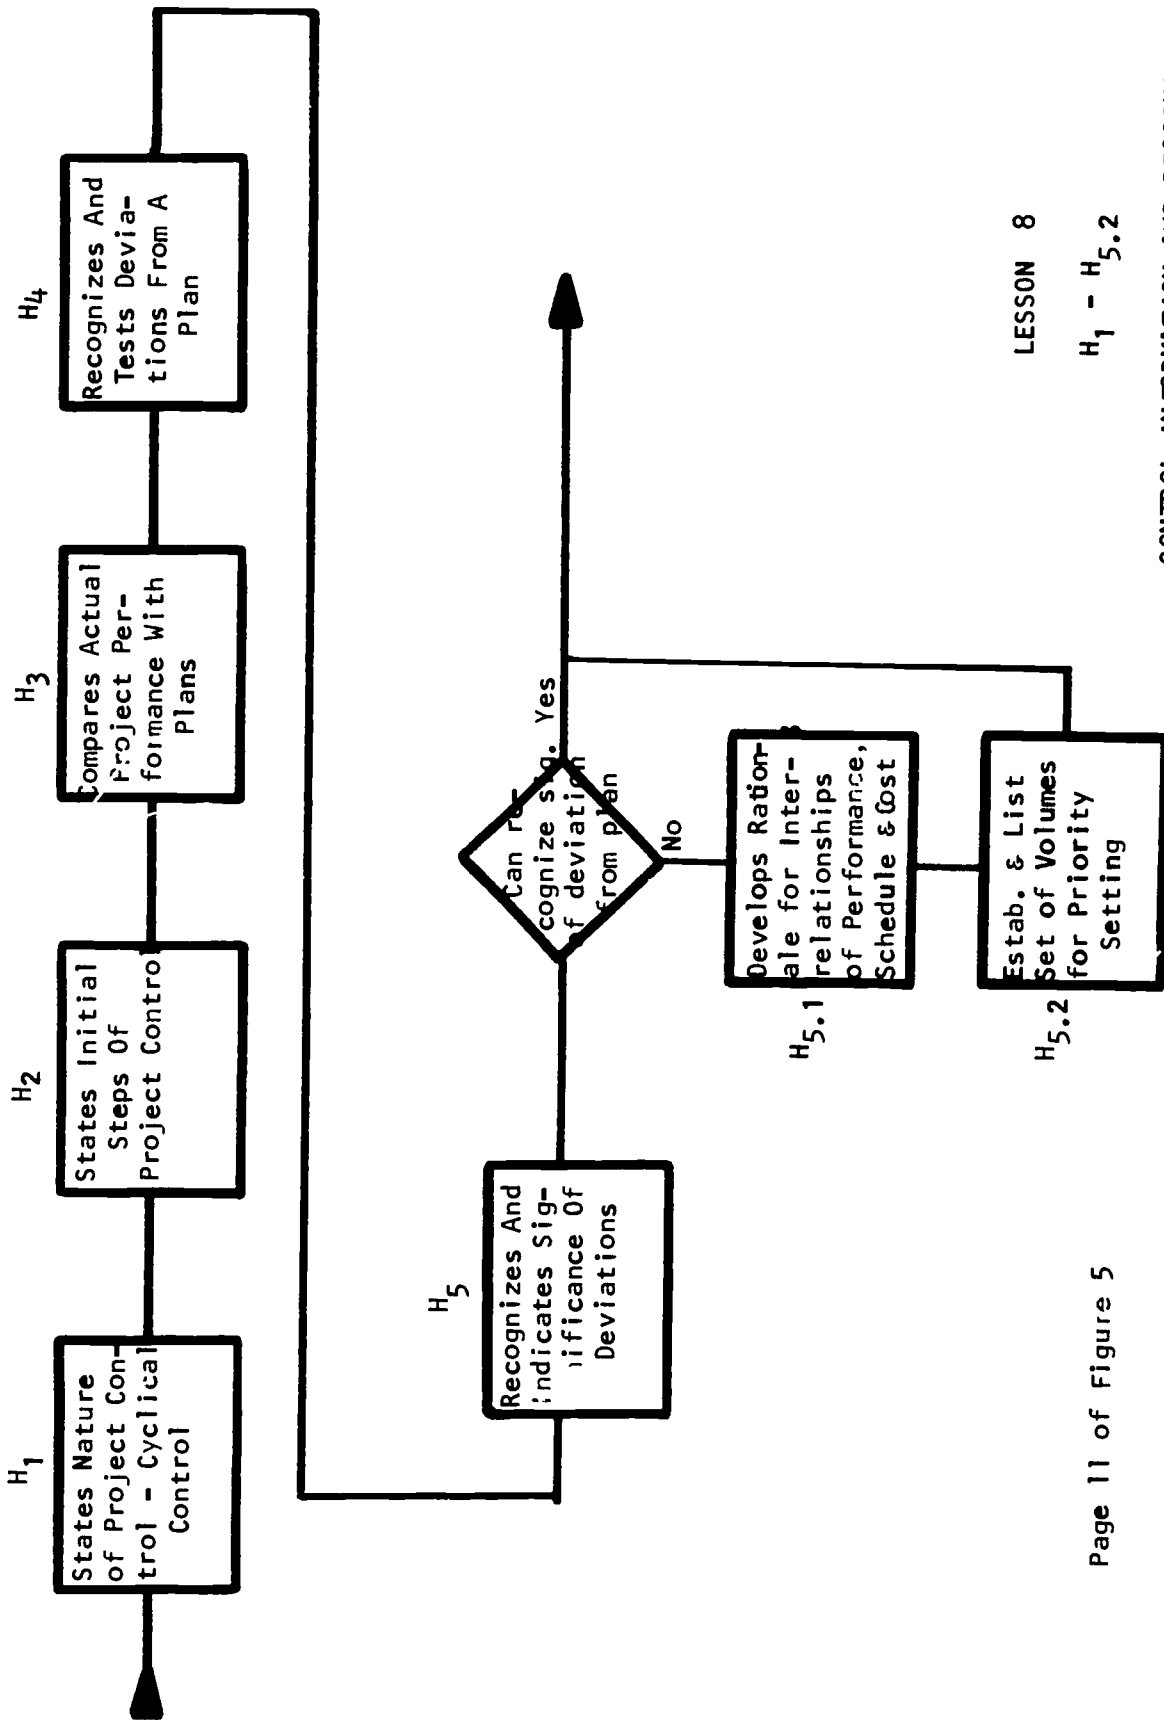 H1
States Nature
of Project Con-
trol - Cyclical
Control
H2
States Initial
Steps Of
Project Control
H3
Compares Actual
Project Per-
formance With
Plans
H4
Recognizes And
Tests Devia-
tions From A
Plan
H5
Recognizes And
Indicates Sig-
nificance Of
Deviations
Can re-
cognize sig.
of deviation
from plan
Yes
No
H5.1
Develops Ration-
ale for Inter-
relationships
of Performance,
Schedule & Cost
H5.2
Estab. & List
Set of Volumes
for Priority
Setting
LESSON 8
H1 - H5.2
Page 11 of Figure 5